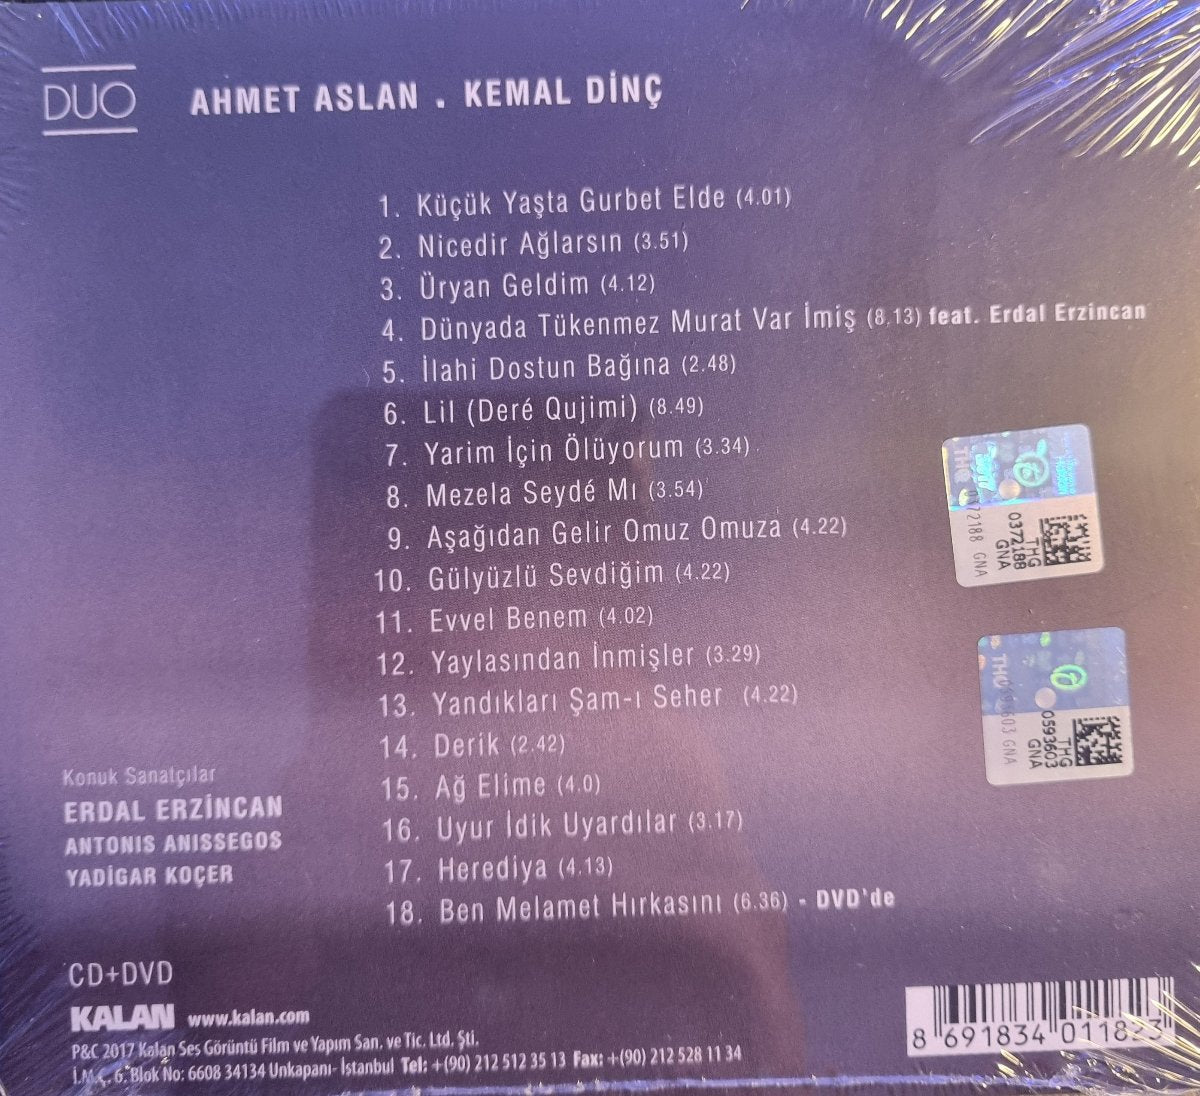 DUO
AHMET ASLAN . KEMAL DİNÇ
1. Küçük Yaşta Gurbet Elde (4.01)
2. Nicedir Ağlarsın (3.51)
3. Üryan Geldim (4.12)
4. Dünyada Tükenmez Murat Var İmiş (8.13) feat. Erdal Erzincan
5. İlahi Dostun Bağına (2.48)
6. Lil (Deré Qujimi) (8.49)
7. Yarim İçin Ölüyorum (3.34)
8. Mezela Seydé Mı (3.54)
9. Aşağıdan Gelir Omuz Omuza (4.22)
10. Gülyüzlü Sevdiğim (4.22)
11. Evvel Benem (4.02)
12. Yaylasından İnmişler (3.29)
13. Yandıkları Şam-ı Seher (4.22)
14. Derik (2.42)
15. Ağ Elime (4.0)
16. Uyur İdik Uyardılar (3.17)
17. Herediya (4.13)
18. Ben Melamet Hırkasını (6.36) - DVD'de
Konuk Sanatçılar
ERDAL ERZİNCAN
ANTONIS ANISSEGOS
YADİGAR KOÇER
CD+DVD
KALAN www.kalan.com
P&C 2017 Kalan Ses Görüntü Film ve Yapım San. ve Tic. Ltd. Şti.
İ.M.Ç. 6. Blok No: 6608 34134 Unkapanı- İstanbul Tel: +(90) 212 512 35 13 Fax: +(90) 212 528 11 34
8 691834 011823
THG
0372188 GNA
0372188
THG
GNA
0593603
THG
GNA